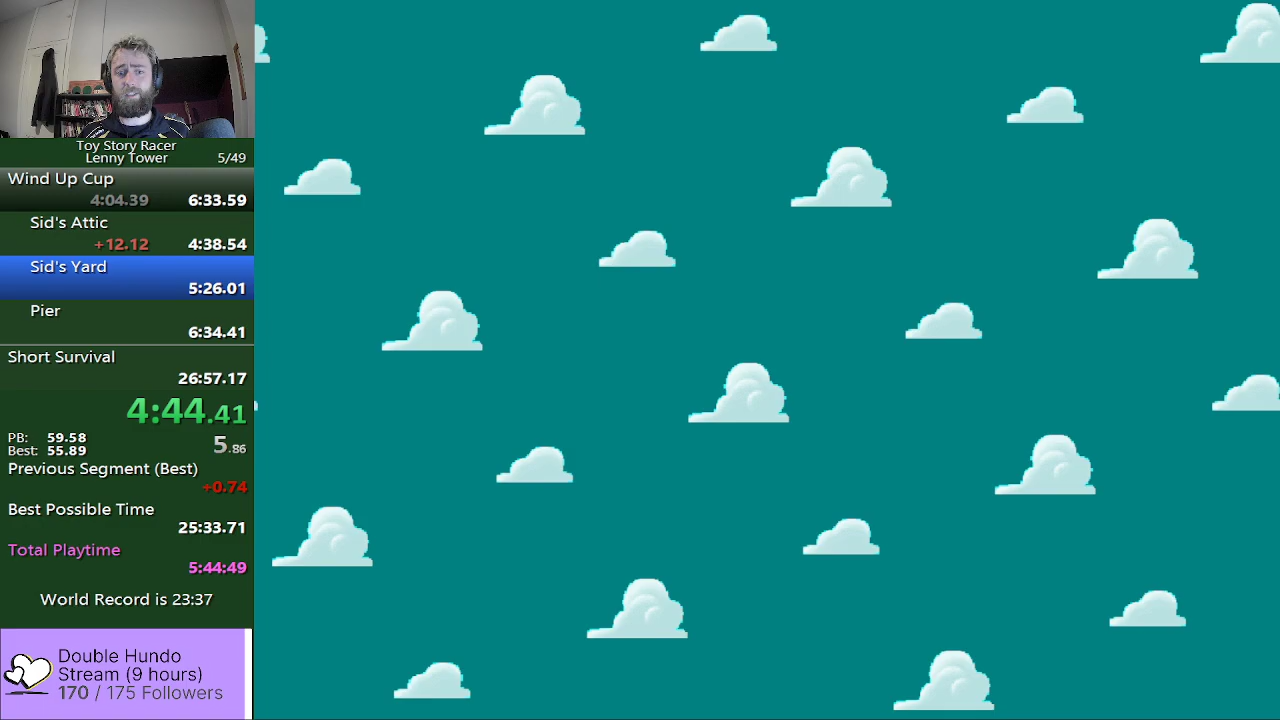 Toy Story Racer
Lenny Tower 5/49
Wind Up Cup
4:04.39 6:33.59
Sid's Attic
+12.12 4:38.54
Sid's Yard
5:26.01
Pier
6:34.41
Short Survival
26:57.17
4:44.41
PB: 59.58
Best: 55.89 5.86
Previous Segment (Best)
+0.74
Best Possible Time
25:33.71
Total Playtime
5:44:49
World Record is 23:37
Double Hundo
Stream (9 hours)
170 / 175 Followers